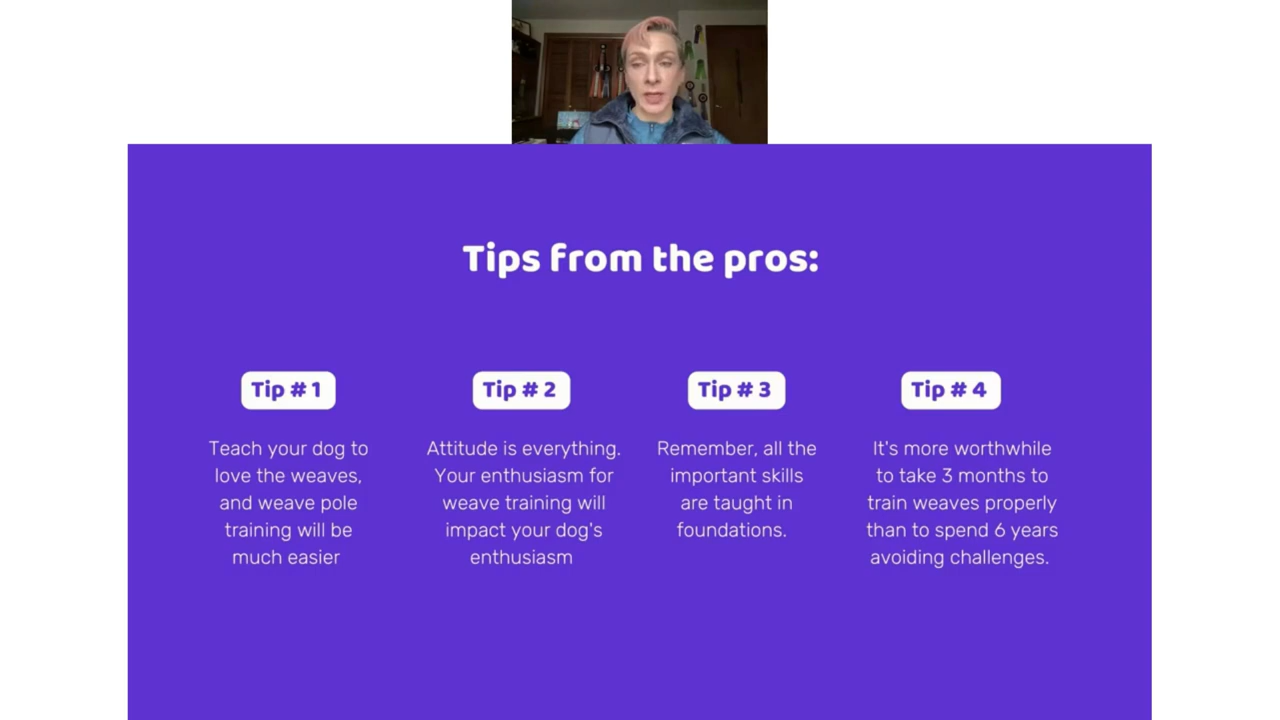 Tips from the pros:
Tip # 1
Teach your dog to
love the weaves,
and weave pole
training will be
much easier
Tip # 2
Attitude is everything.
Your enthusiasm for
weave training will
impact your dog's
enthusiasm
Tip # 3
Remember, all the
important skills
are taught in
foundations.
Tip # 4
It's more worthwhile
to take 3 months to
train weaves properly
than to spend 6 years
avoiding challenges.